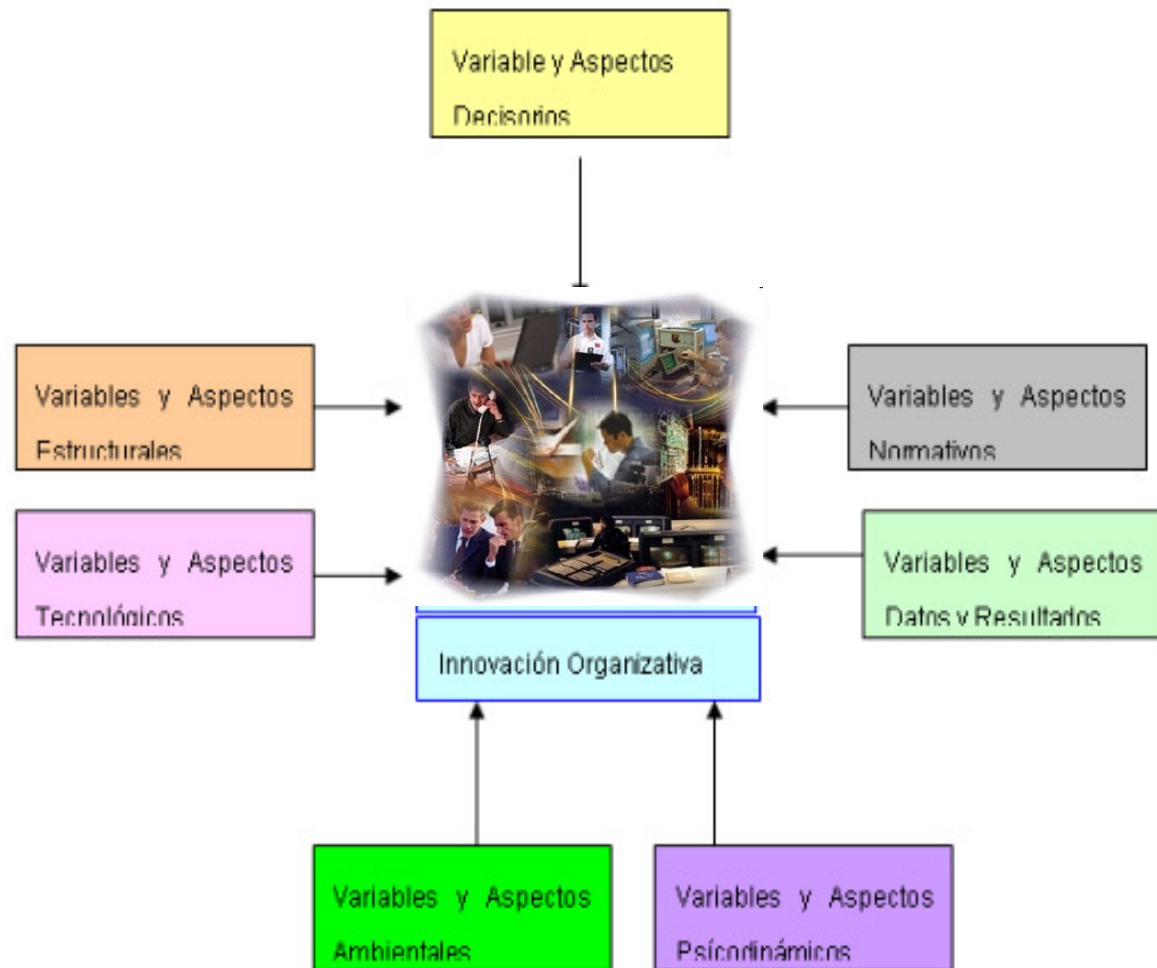 Variable y Aspectos
Decisorios
Variables y Aspectos
Estructurales
Variables y Aspectos
Normativos
Variables y Aspectos
Tecnológicos
Variables y Aspectos
Datos y Resultados
Innovación Organizativa
Variables y Aspectos
Ambientales
Variables y Aspectos
Psícodinámicos